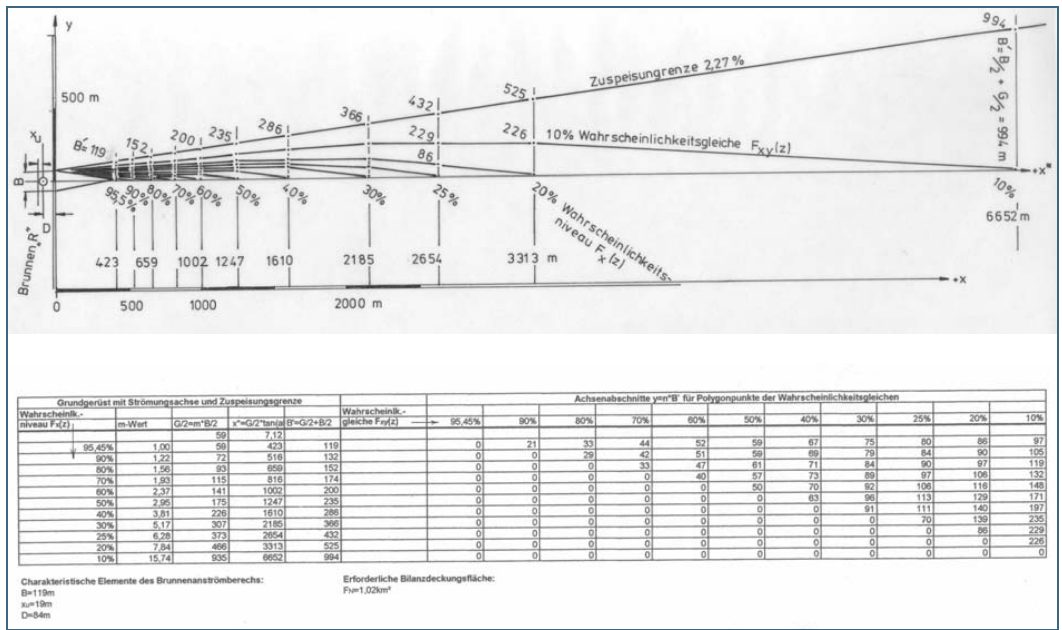 y
994
B'=B/2 + G/2 = 994 m
Zuspeisungrenze 2,27%
525
432
366
286
235
200
152
B'=119
500 m
xu
229
226
10% Wahrscheinlichkeitsgleiche Fxy(z)
86
+x"
B
D
Brunnen „R"
95,5% 90% 80% 70% 60% 50% 40% 30% 25% 20% 10%
Wahrscheinlichkeits-
niveau Fx(z)
6652 m
423 659 1002 1247 1610 2185 2654 3313 m
+x
0 500 1000 2000 m
Grundgerüst mit Strömungsachse und Zuspeisungsgrenze Achsenabschnitte y=n*B' für Polygonpunkte der Wahrscheinlichkeitsgleichen
Wahrscheinlk.- Wahrscheinlk.-
niveau Fx(z) m-Wert G/2=m*B/2 x"=G/2*tan(a B'=G/2+B/2 gleiche Fxy(z) 95,45% 90% 80% 70% 60% 50% 40% 30% 25% 20% 10%
59 7,12
95,45% 1,00 59 423 119 0 21 33 44 52 59 67 75 80 86 97
90% 1,22 72 516 132 0 0 29 42 51 59 69 79 84 90 105
80% 1,56 93 659 152 0 0 0 33 47 61 71 84 90 97 119
70% 1,93 115 816 174 0 0 0 0 40 57 73 89 97 106 132
60% 2,37 141 1002 200 0 0 0 0 0 50 70 92 106 116 148
50% 2,95 175 1247 235 0 0 0 0 0 0 63 96 113 129 171
40% 3,81 226 1610 286 0 0 0 0 0 0 0 91 111 140 197
30% 5,17 307 2185 366 0 0 0 0 0 0 0 0 70 139 235
25% 6,28 373 2654 432 0 0 0 0 0 0 0 0 0 86 229
20% 7,84 466 3313 525 0 0 0 0 0 0 0 0 0 0 226
10% 15,74 935 6652 994 0 0 0 0 0 0 0 0 0 0 0
Charakteristische Elemente des Brunnenanströmberechs: Erforderliche Bilanzdeckungsfläche:
B=119m FN=1,02km²
xu=19m
D=84m